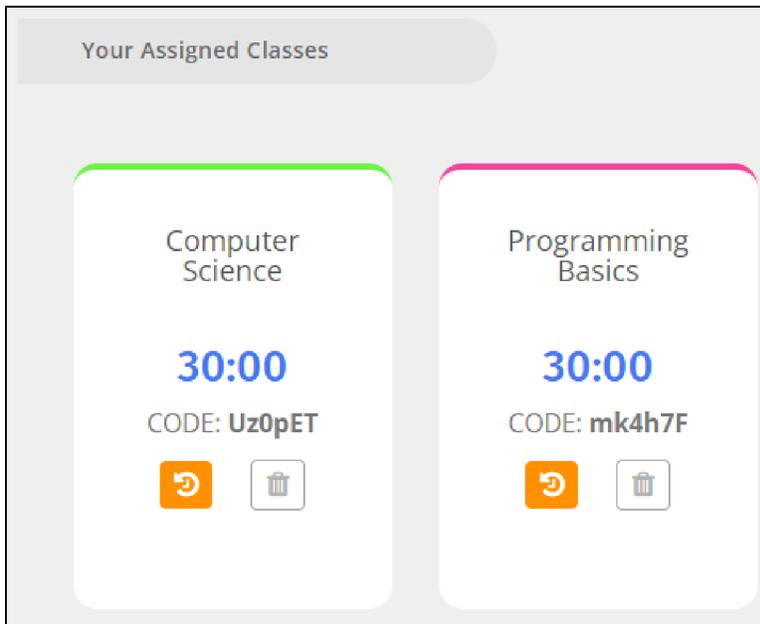 Your Assigned Classes
Computer
Science
30:00
CODE: Uz0pET
Programming
Basics
30:00
CODE: mk4h7F